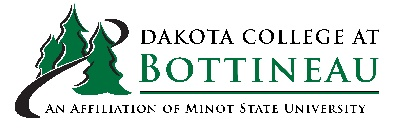 DAKOTA COLLEGE AT
BOTTINEAU
AN AFFILIATION OF MINOT STATE UNIVERSITY